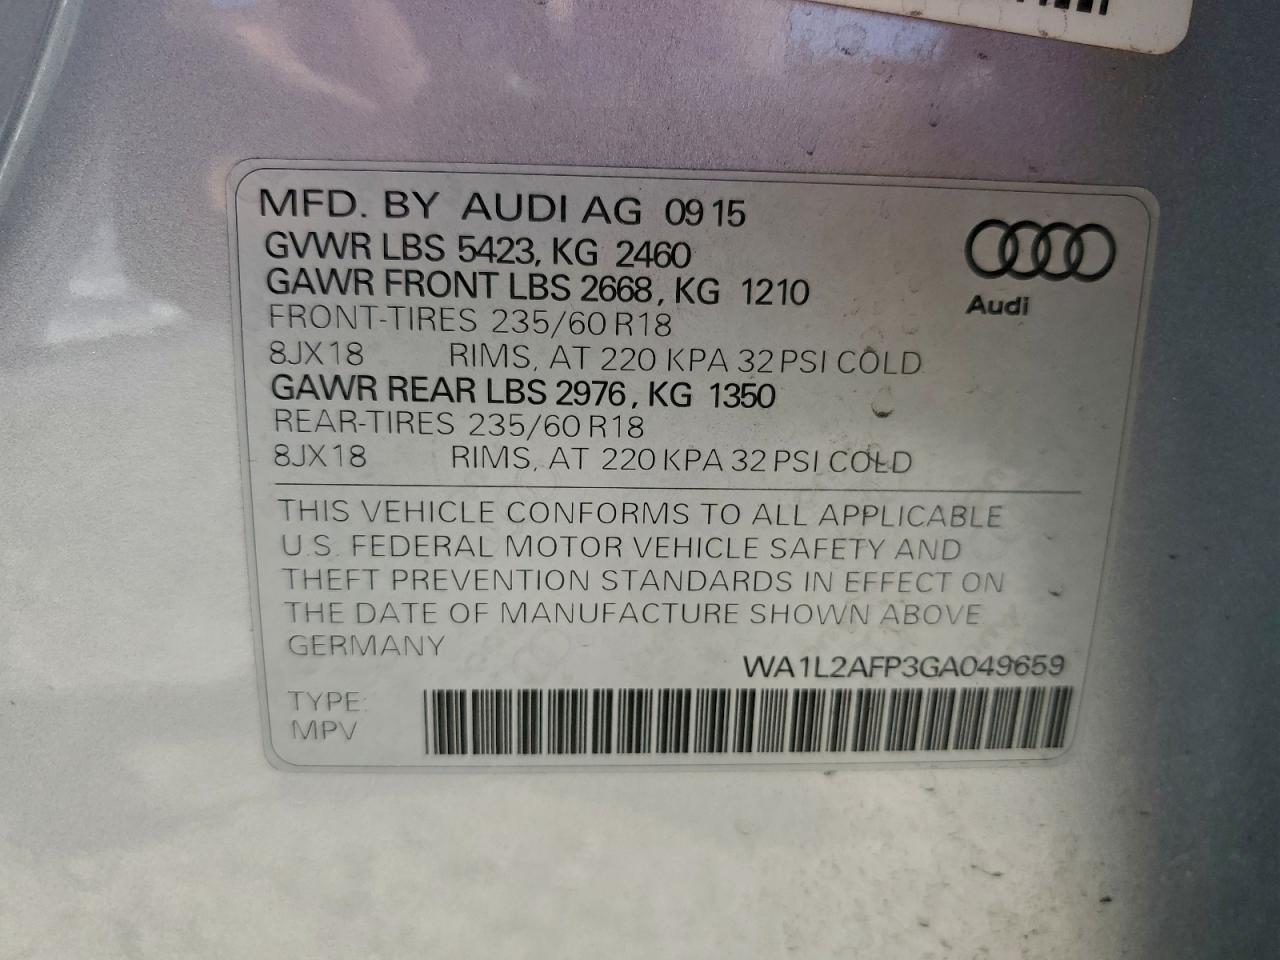 MFD. BY AUDI AG 09 15
GVWR LBS 5423, KG 2460
GAWR FRONT LBS 2668, KG 1210
FRONT-TIRES 235/60 R18
8JX18 RIMS, AT 220 KPA 32 PSI COLD
GAWR REAR LBS 2976, KG 1350
REAR-TIRES 235/60 R18
8JX18 RIMS, AT 220 KPA 32 PSI COLD
Audi
THIS VEHICLE CONFORMS TO ALL APPLICABLE
U.S. FEDERAL MOTOR VEHICLE SAFETY AND
THEFT PREVENTION STANDARDS IN EFFECT ON
THE DATE OF MANUFACTURE SHOWN ABOVE
GERMANY
WA1L2AFP3GA049659
TYPE:
MPV